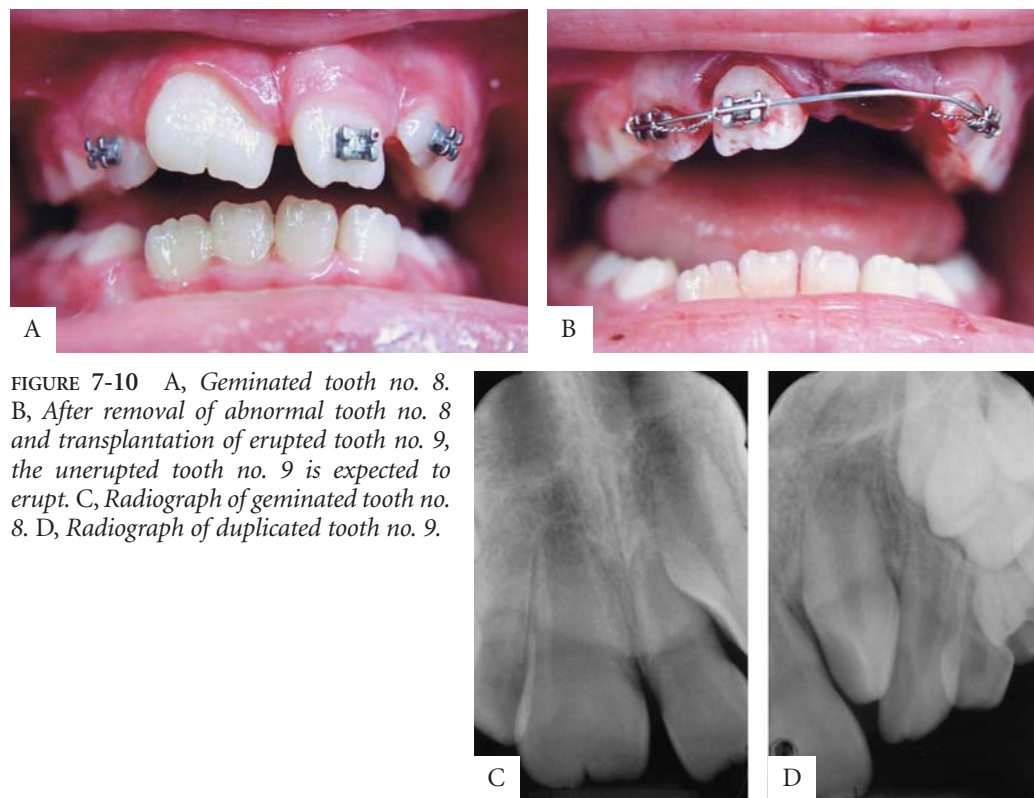 A
B
FIGURE 7-10 A, Geminated tooth no. 8.
B, After removal of abnormal tooth no. 8
and transplantation of erupted tooth no. 9,
the unerupted tooth no. 9 is expected to
erupt. C, Radiograph of geminated tooth no.
8. D, Radiograph of duplicated tooth no. 9.
C
D